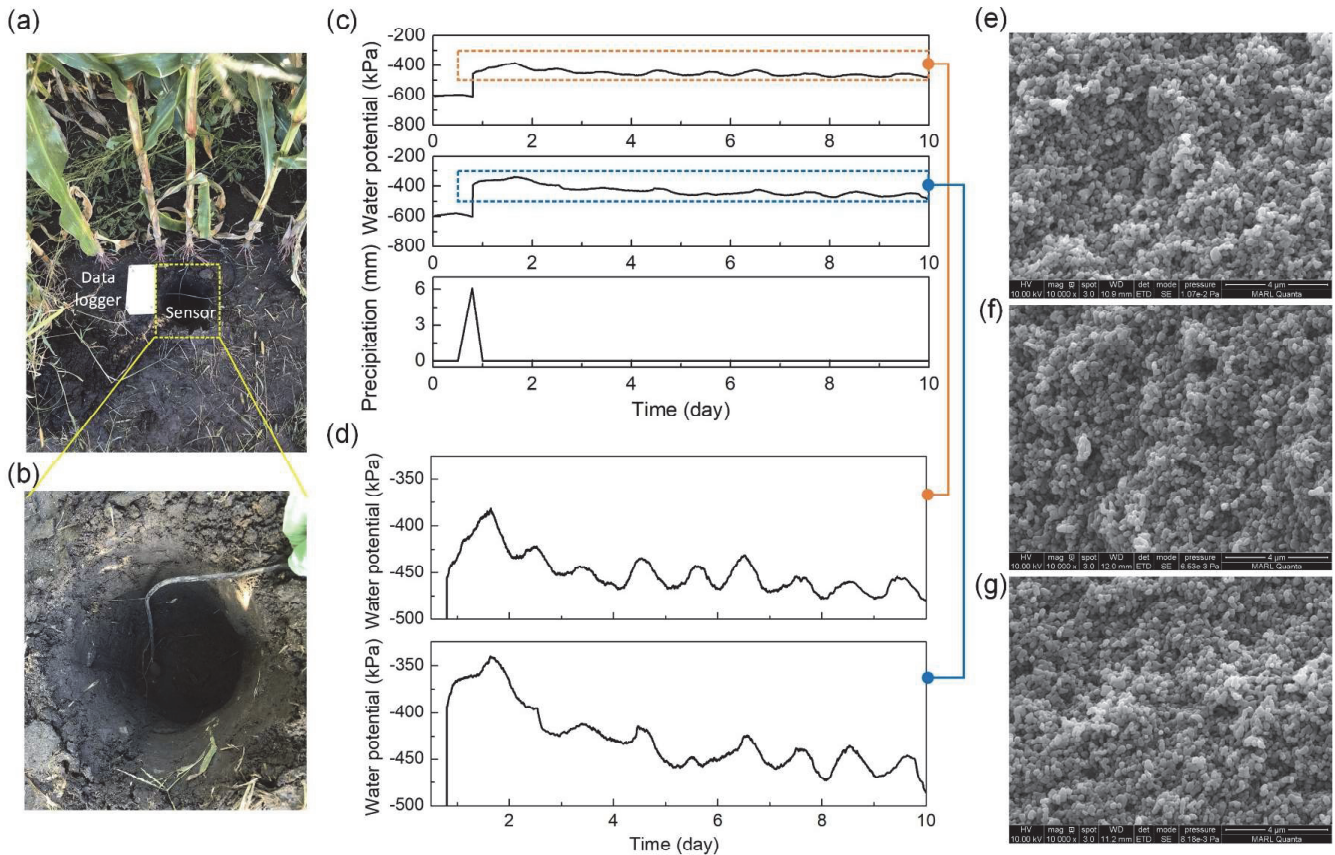 (a)
Data
logger
Sensor
(b)
(c)
Water potential (kPa)
-200
-400
-600
-800
0 2 4 6 8 10
-200
-400
-600
-800
Precipitation (mm)
6
3
0
0 2 4 6 8 10
Time (day)
(d)
Water potential (kPa)
-350
-400
-450
-500
2 4 6 8 10
Water potential (kPa)
-350
-400
-450
-500
2 4 6 8 10
Time (day)
(e)
HV mag spot WD det mode pressure 4 µm
10.00 kV 10 000 x 3.0 10.9 mm ETD SE 1.07e-2 Pa MARL Quanta
(f)
HV mag spot WD det mode pressure 4 µm
10.00 kV 10 000 x 3.0 12.0 mm ETD SE 6.53e-3 Pa MARL Quanta
(g)
HV mag spot WD det mode pressure 4 µm
10.00 kV 10 000 x 3.0 11.2 mm ETD SE 8.18e-3 Pa MARL Quanta